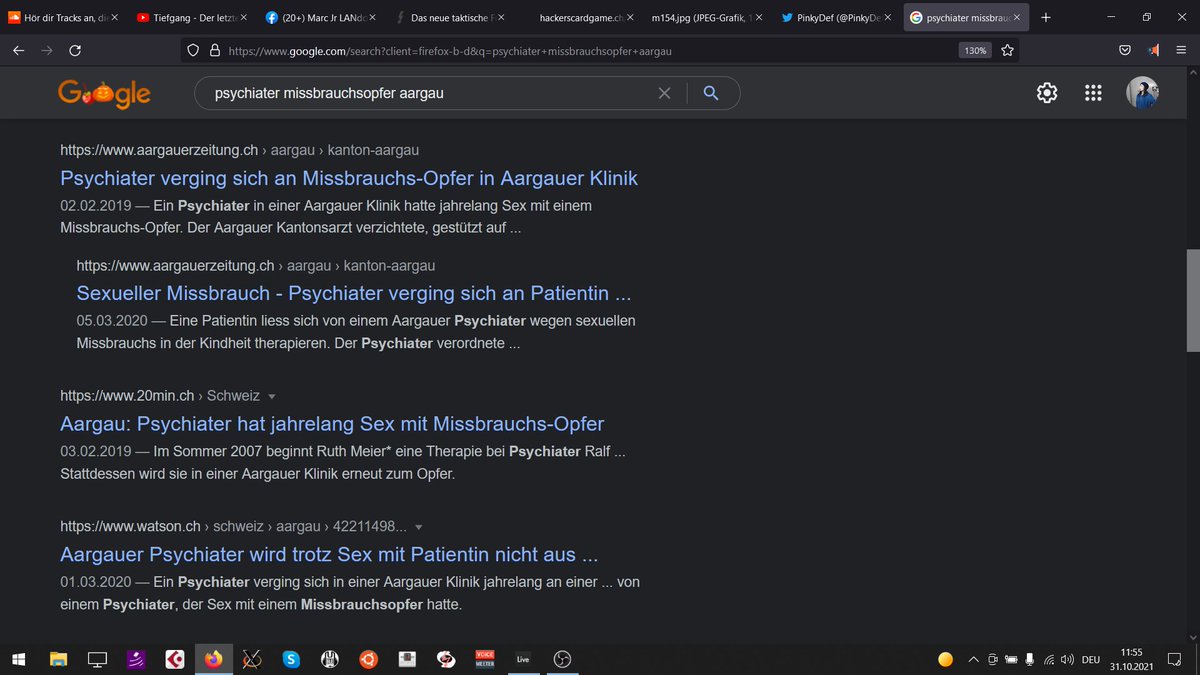 Hör dir Tracks an, di
Tiefgang - Der letzte
(20+) Marc Jr LANdo
Das neue taktische F
hackerscardgame.ch
m154.jpg (JPEG-Grafik, 1
PinkyDef (@PinkyDe
psychiater missbrauc
https://www.google.com/search?client=firefox-b-d&q=psychiater+missbrauchsopfer+aargau
130%
Google
psychiater missbrauchsopfer aargau
https://www.aargauerzeitung.ch › aargau › kanton-aargau
Psychiater verging sich an Missbrauchs-Opfer in Aargauer Klinik
02.02.2019 — Ein Psychiater in einer Aargauer Klinik hatte jahrelang Sex mit einem
Missbrauchs-Opfer. Der Aargauer Kantonsarzt verzichtete, gestützt auf ...
https://www.aargauerzeitung.ch › aargau › kanton-aargau
Sexueller Missbrauch - Psychiater verging sich an Patientin ...
05.03.2020 — Eine Patientin liess sich von einem Aargauer Psychiater wegen sexuellen
Missbrauchs in der Kindheit therapieren. Der Psychiater verordnete ...
https://www.20min.ch › Schweiz
Aargau: Psychiater hat jahrelang Sex mit Missbrauchs-Opfer
03.02.2019 — Im Sommer 2007 beginnt Ruth Meier* eine Therapie bei Psychiater Ralf ...
Stattdessen wird sie in einer Aargauer Klinik erneut zum Opfer.
https://www.watson.ch › schweiz › aargau › 42211498...
Aargauer Psychiater wird trotz Sex mit Patientin nicht aus ...
01.03.2020 — Ein Psychiater verging sich in einer Aargauer Klinik jahrelang an einer ... von
einem Psychiater, der Sex mit einem Missbrauchsopfer hatte.
VOICE
MEETER
Live
DEU
11:55
31.10.2021